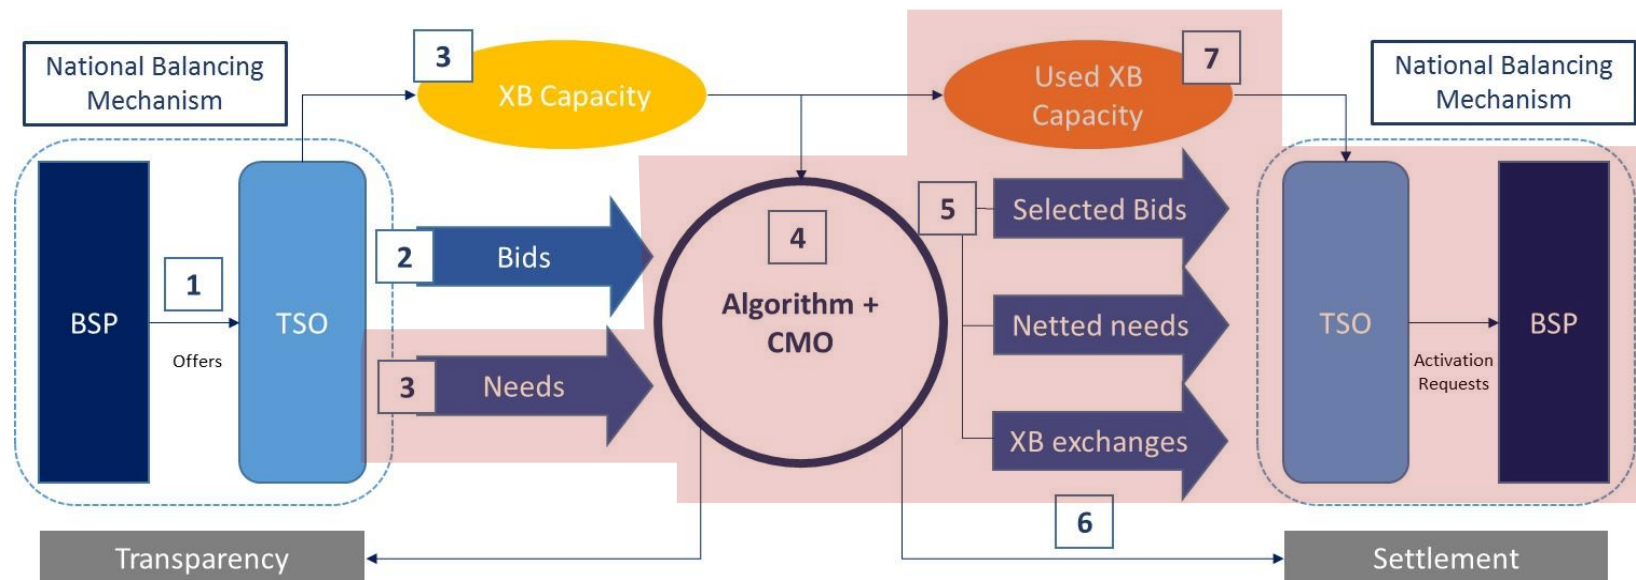 National Balancing
Mechanism
3
XB Capacity
Used XB
Capacity
7
National Balancing
Mechanism
BSP
1
Offers
TSO
2
Bids
3
Needs
4
Algorithm +
CMO
5
Selected Bids
Netted needs
XB exchanges
TSO
Activation
Requests
BSP
6
Transparency
Settlement